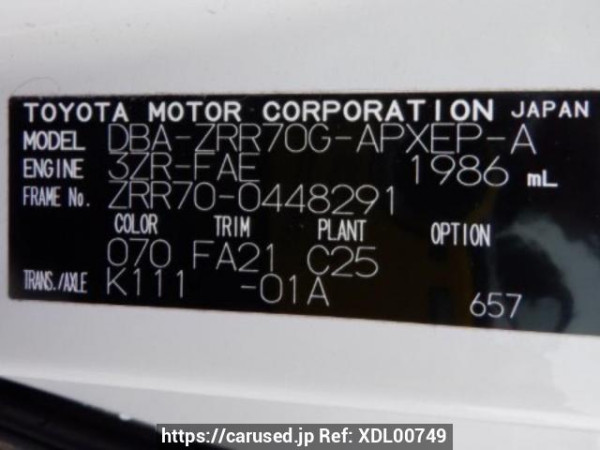 TOYOTA MOTOR CORPORATION JAPAN
MODEL DBA-ZRR70G-APXEP-A
ENGINE 3ZR-FAE 1986 mL
FRAME No. ZRR70-0448291
COLOR TRIM PLANT OPTION
070 FA21 C25
TRANS./AXLE K111 -01A
657
https://carused.jp Ref: XDL00749